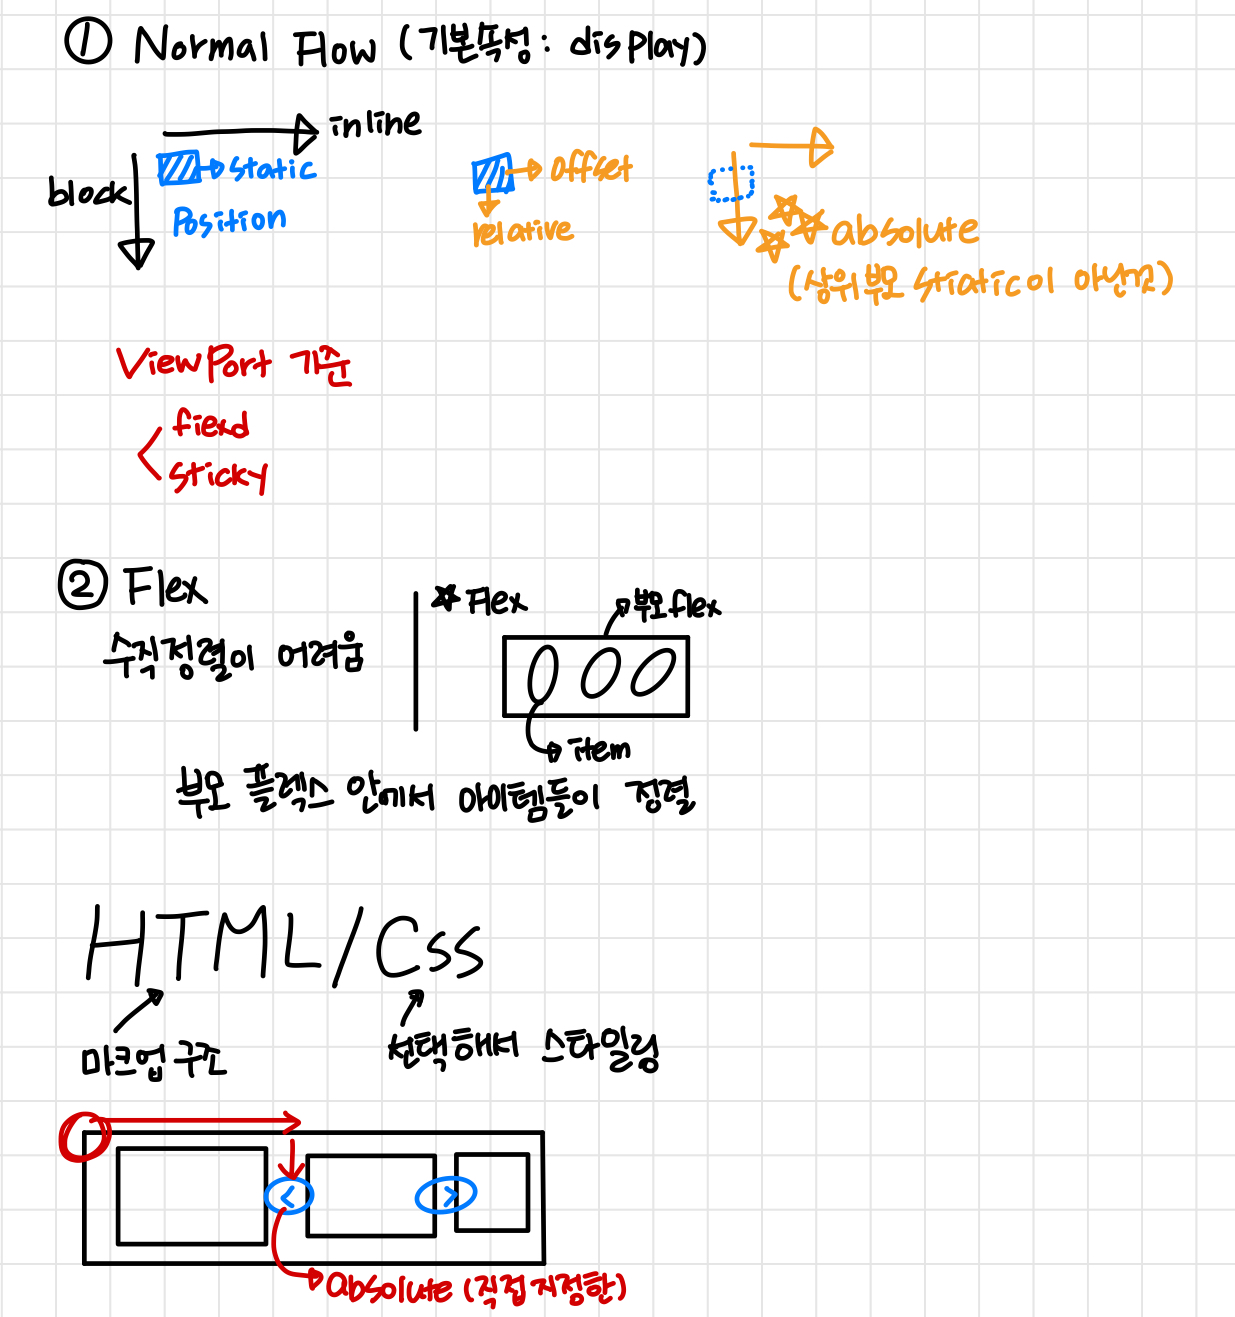 ① Normal Flow (기본특성: display)
inline
block
static
Position
offset
relative
absolute
(상위부모 static이 아닌것)
ViewPort 기준
fiexd
sticky
② Flex
수직정렬이 어려움
Flex
부모flex
item
부모 플렉스 안에서 아이템들이 정렬
HTML/Css
마크업 구조
선택해서 스타일링
<
>
absolute (직접지정함)